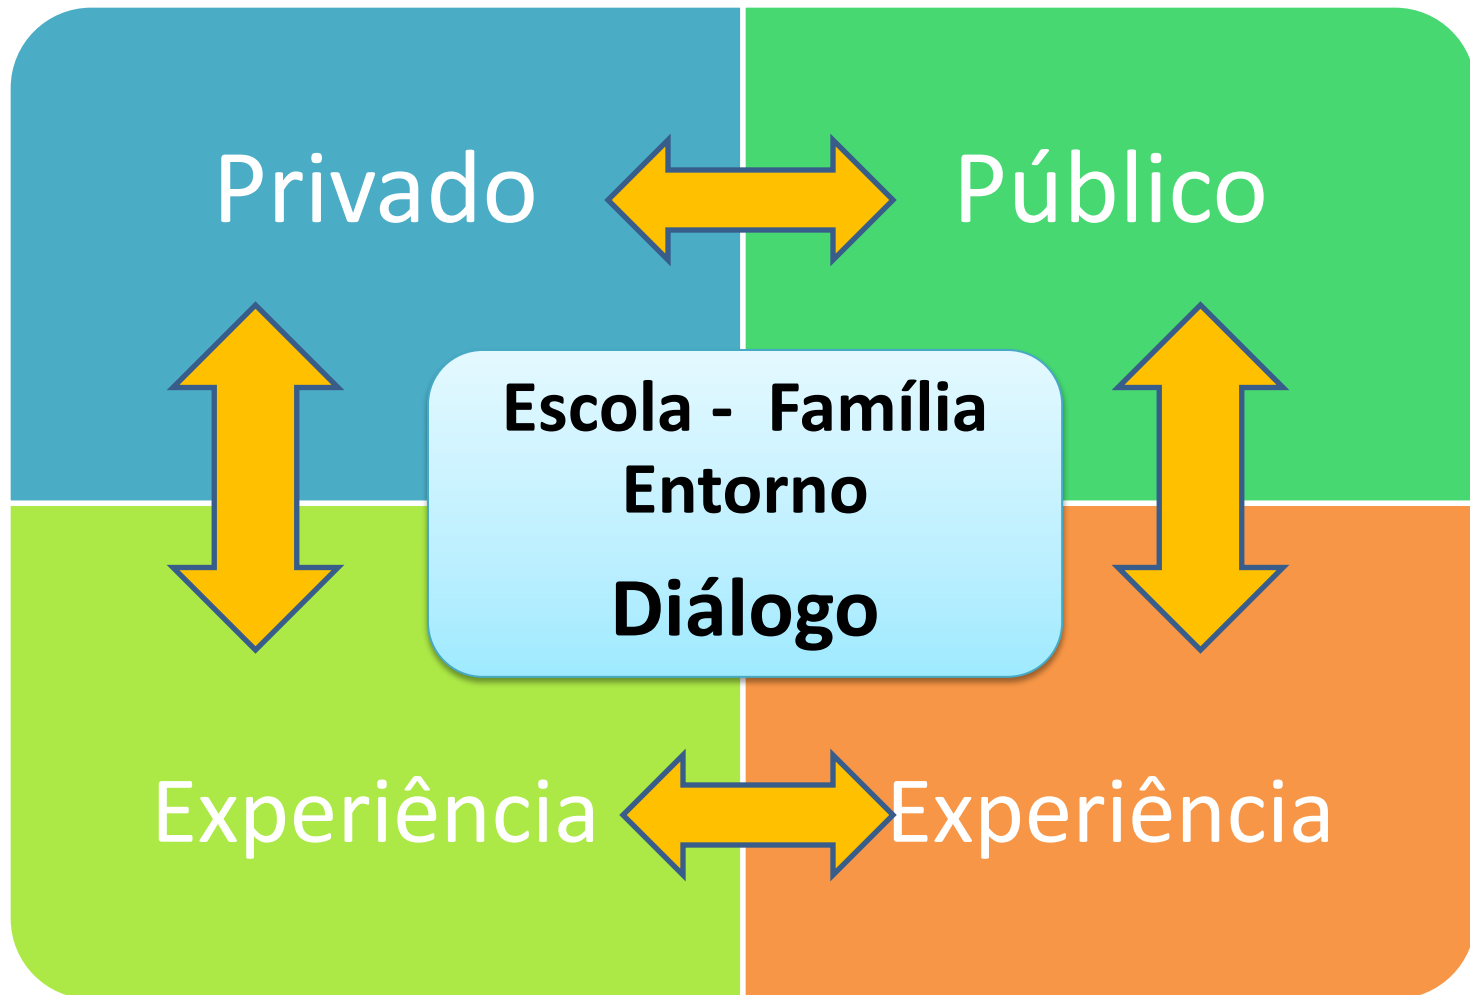 Privado
Público
Escola -  Família
Entorno
Diálogo
Experiência
Experiência